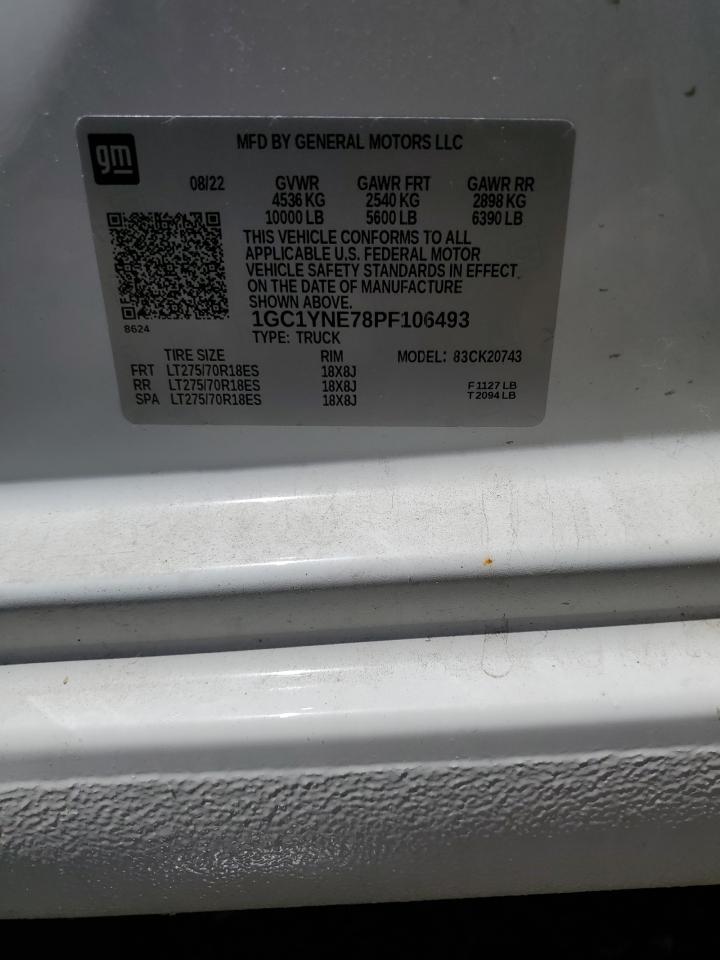 gm
MFD BY GENERAL MOTORS LLC
08/22 GVWR GAWR FRT GAWR RR
4536 KG 2540 KG 2898 KG
10000 LB 5600 LB 6390 LB
THIS VEHICLE CONFORMS TO ALL
APPLICABLE U.S. FEDERAL MOTOR
VEHICLE SAFETY STANDARDS IN EFFECT
ON THE DATE OF MANUFACTURE
SHOWN ABOVE.
8624
1GC1YNE78PF106493
TYPE: TRUCK
TIRE SIZE RIM MODEL: 83CK20743
FRT LT275/70R18ES 18X8J
RR LT275/70R18ES 18X8J F1127 LB
SPA LT275/70R18ES 18X8J T2094 LB